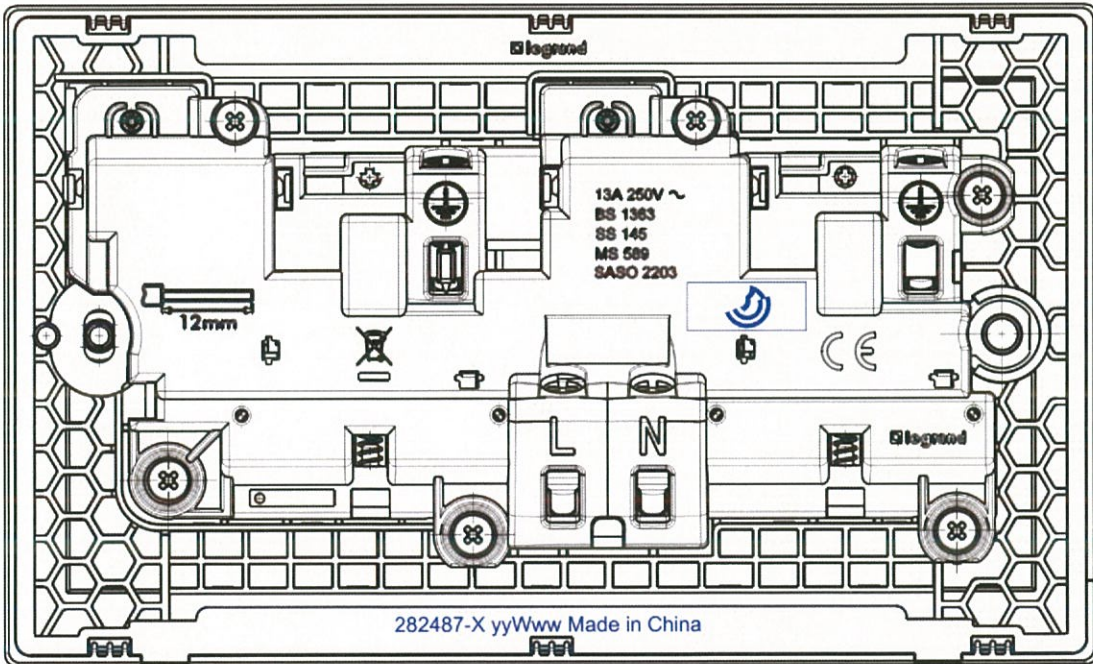 legrand
13A 250V ~
BS 1363
SS 145
MS 589
SASO 2203
12mm
CE
L N
legrand
282487-X yyWww Made in China